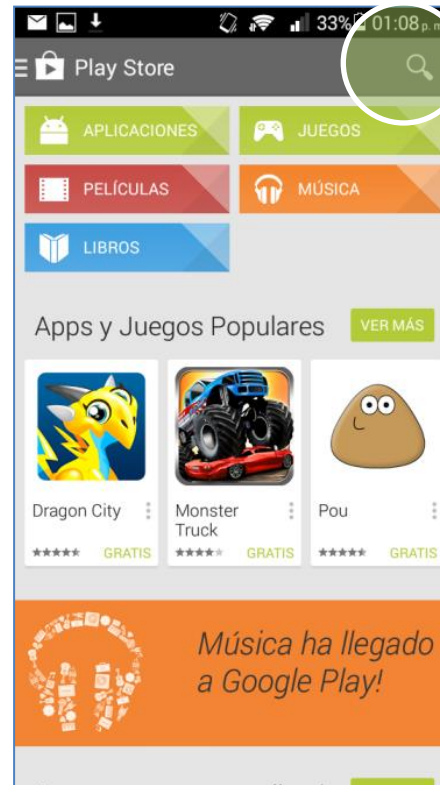 33% 01:08 p. m
Play Store
APLICACIONES
JUEGOS
PELÍCULAS
MÚSICA
LIBROS
Apps y Juegos Populares
VER MÁS
Dragon City
GRATIS
Monster
Truck
GRATIS
Pou
GRATIS
Música ha llegado
a Google Play!